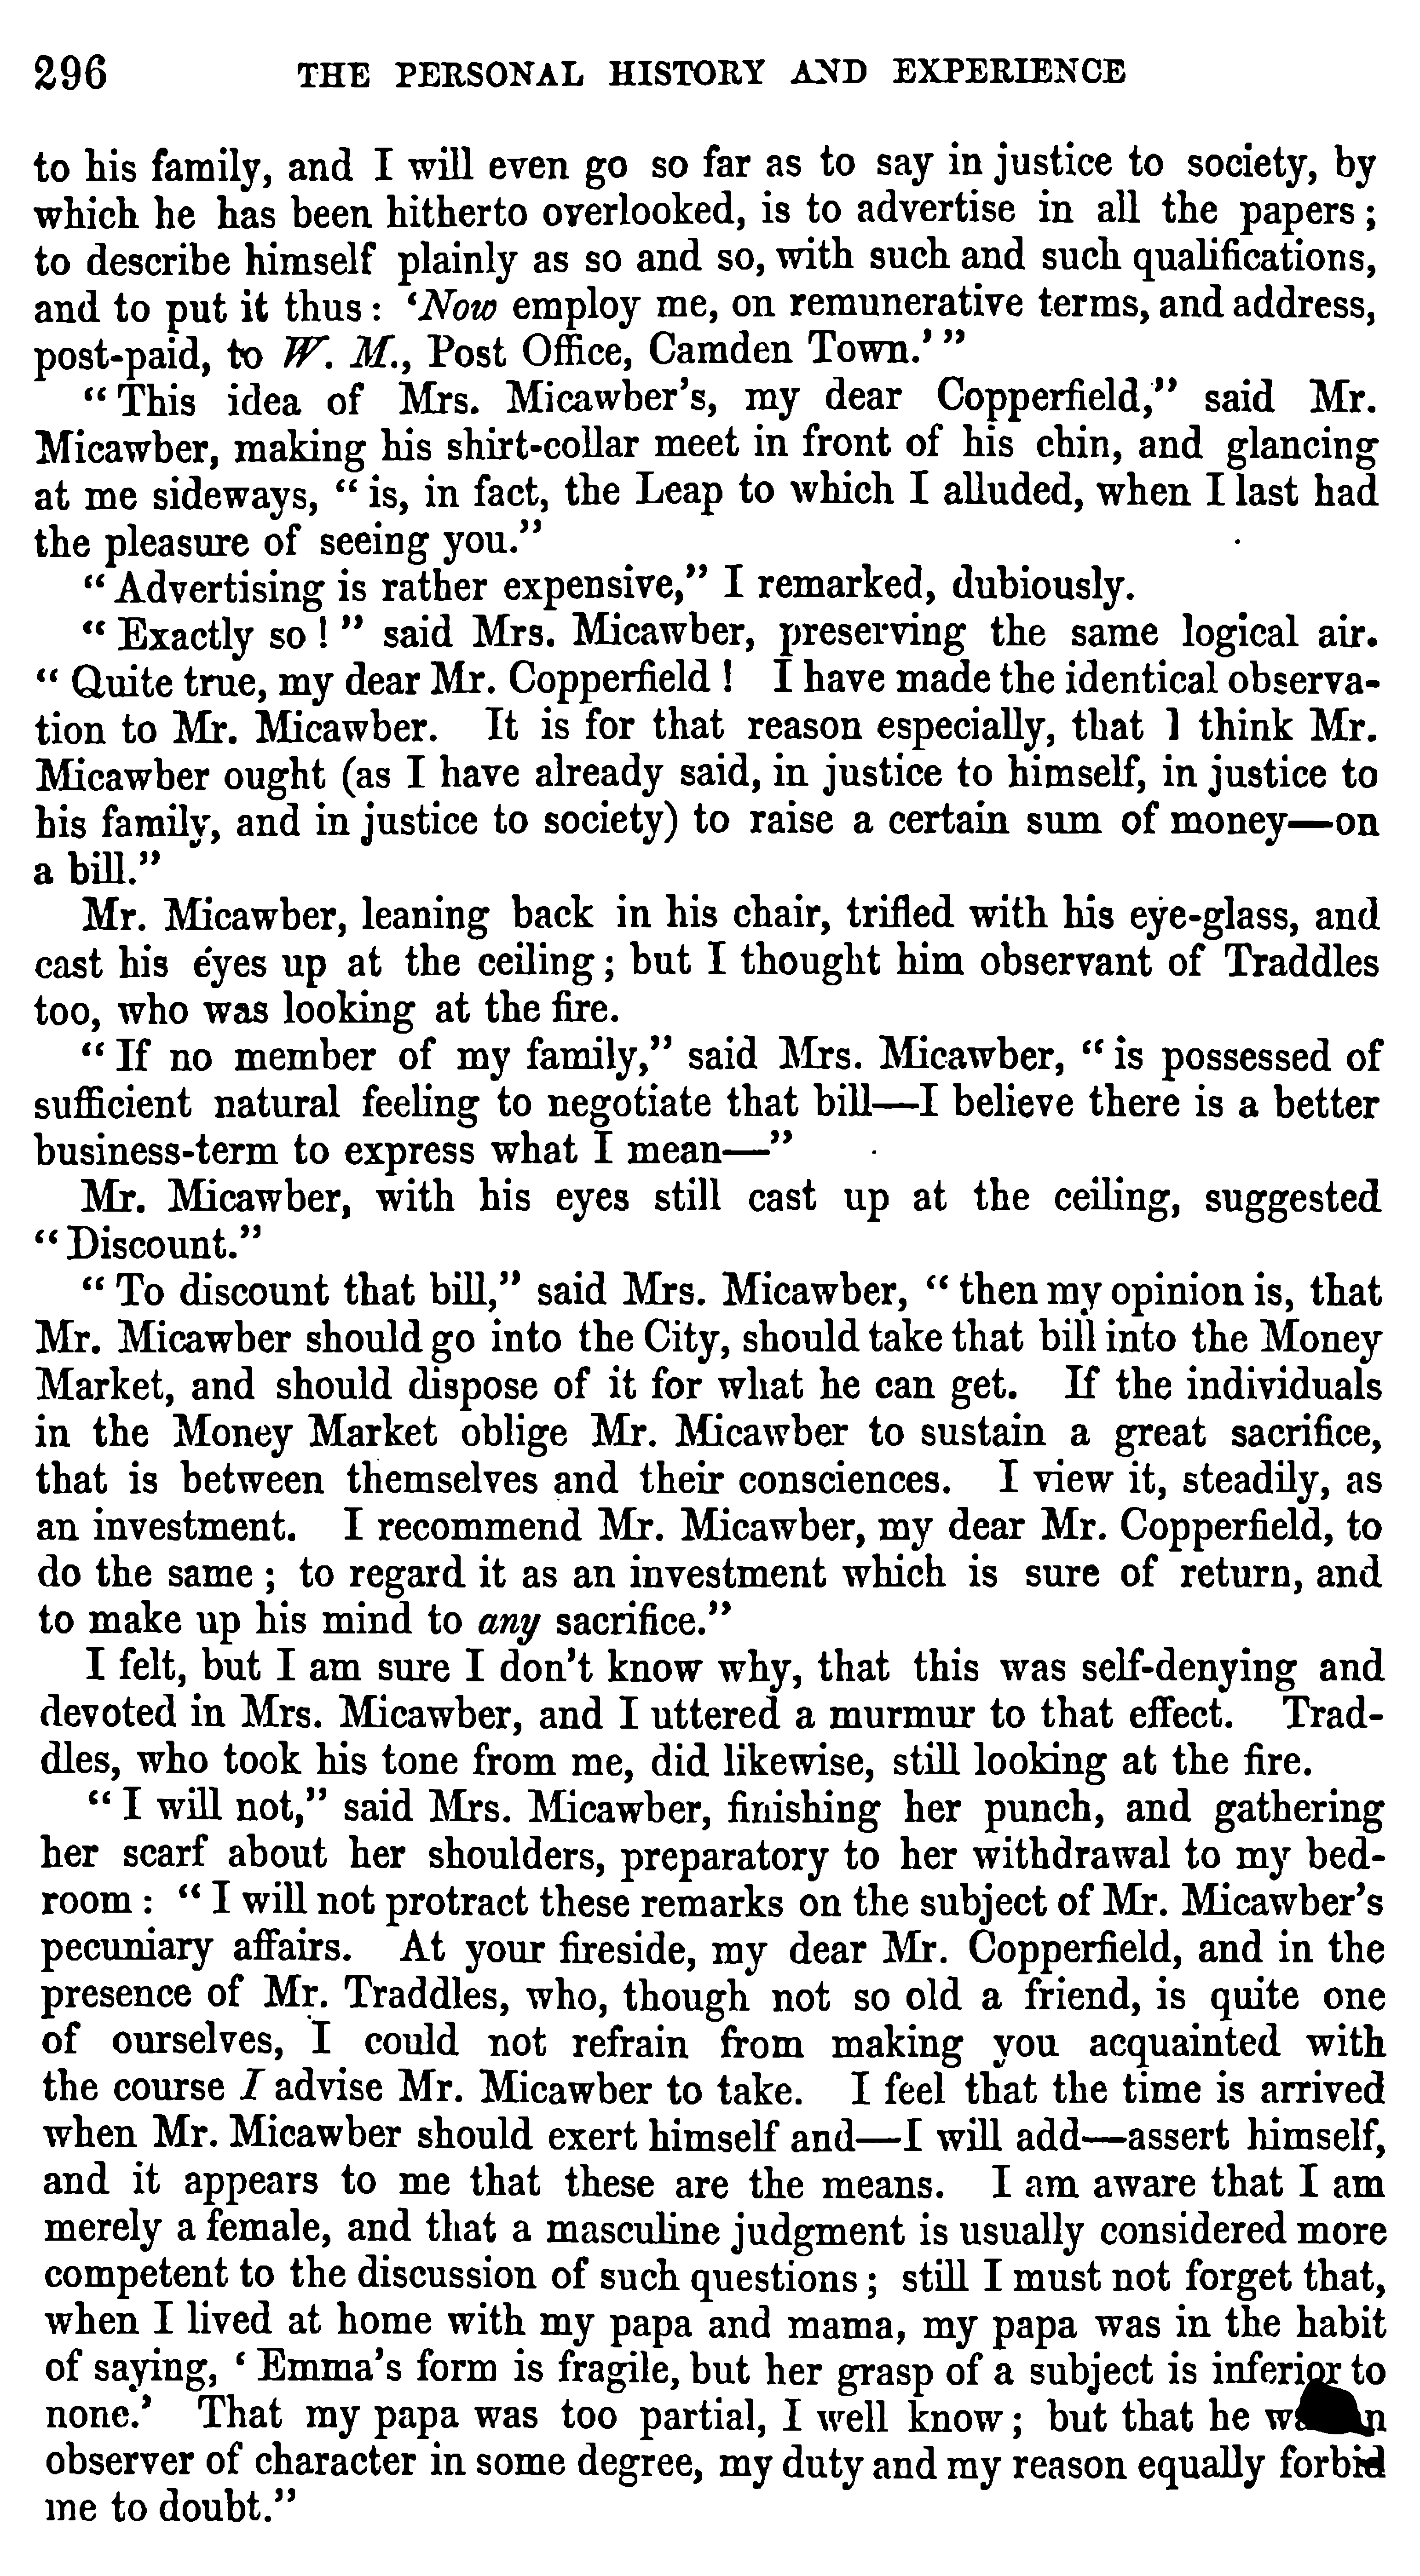 296 THE PERSONAL HISTORY AND EXPERIENCE
to his family, and I will even go so far as to say in justice to society, by
which he has been hitherto overlooked, is to advertise in all the papers;
to describe himself plainly as so and so, with such and such qualifications,
and to put it thus: ‘Now employ me, on remunerative terms, and address,
post-paid, to W. M., Post Office, Camden Town.’”
“This idea of Mrs. Micawber’s, my dear Copperfield,” said Mr.
Micawber, making his shirt-collar meet in front of his chin, and glancing
at me sideways, “is, in fact, the Leap to which I alluded, when I last had
the pleasure of seeing you.”
“Advertising is rather expensive,” I remarked, dubiously.
“Exactly so!” said Mrs. Micawber, preserving the same logical air.
“Quite true, my dear Mr. Copperfield! I have made the identical observa-
tion to Mr. Micawber. It is for that reason especially, that I think Mr.
Micawber ought (as I have already said, in justice to himself, in justice to
his family, and in justice to society) to raise a certain sum of money—on
a bill.”
Mr. Micawber, leaning back in his chair, trifled with his eye-glass, and
cast his eyes up at the ceiling; but I thought him observant of Traddles
too, who was looking at the fire.
“If no member of my family,” said Mrs. Micawber, “is possessed of
sufficient natural feeling to negotiate that bill—I believe there is a better
business-term to express what I mean—”
Mr. Micawber, with his eyes still cast up at the ceiling, suggested
“Discount.”
“To discount that bill,” said Mrs. Micawber, “then my opinion is, that
Mr. Micawber should go into the City, should take that bill into the Money
Market, and should dispose of it for what he can get. If the individuals
in the Money Market oblige Mr. Micawber to sustain a great sacrifice,
that is between themselves and their consciences. I view it, steadily, as
an investment. I recommend Mr. Micawber, my dear Mr. Copperfield, to
do the same; to regard it as an investment which is sure of return, and
to make up his mind to any sacrifice.”
I felt, but I am sure I don’t know why, that this was self-denying and
devoted in Mrs. Micawber, and I uttered a murmur to that effect. Trad-
dles, who took his tone from me, did likewise, still looking at the fire.
“I will not,” said Mrs. Micawber, finishing her punch, and gathering
her scarf about her shoulders, preparatory to her withdrawal to my bed-
room: “I will not protract these remarks on the subject of Mr. Micawber’s
pecuniary affairs. At your fireside, my dear Mr. Copperfield, and in the
presence of Mr. Traddles, who, though not so old a friend, is quite one
of ourselves, I could not refrain from making you acquainted with
the course I advise Mr. Micawber to take. I feel that the time is arrived
when Mr. Micawber should exert himself and—I will add—assert himself,
and it appears to me that these are the means. I am aware that I am
merely a female, and that a masculine judgment is usually considered more
competent to the discussion of such questions; still I must not forget that,
when I lived at home with my papa and mama, my papa was in the habit
of saying, ‘Emma’s form is fragile, but her grasp of a subject is inferior to
none.’ That my papa was too partial, I well know; but that he
observer of character in some degree, my duty and my reason equally forbid
me to doubt.”